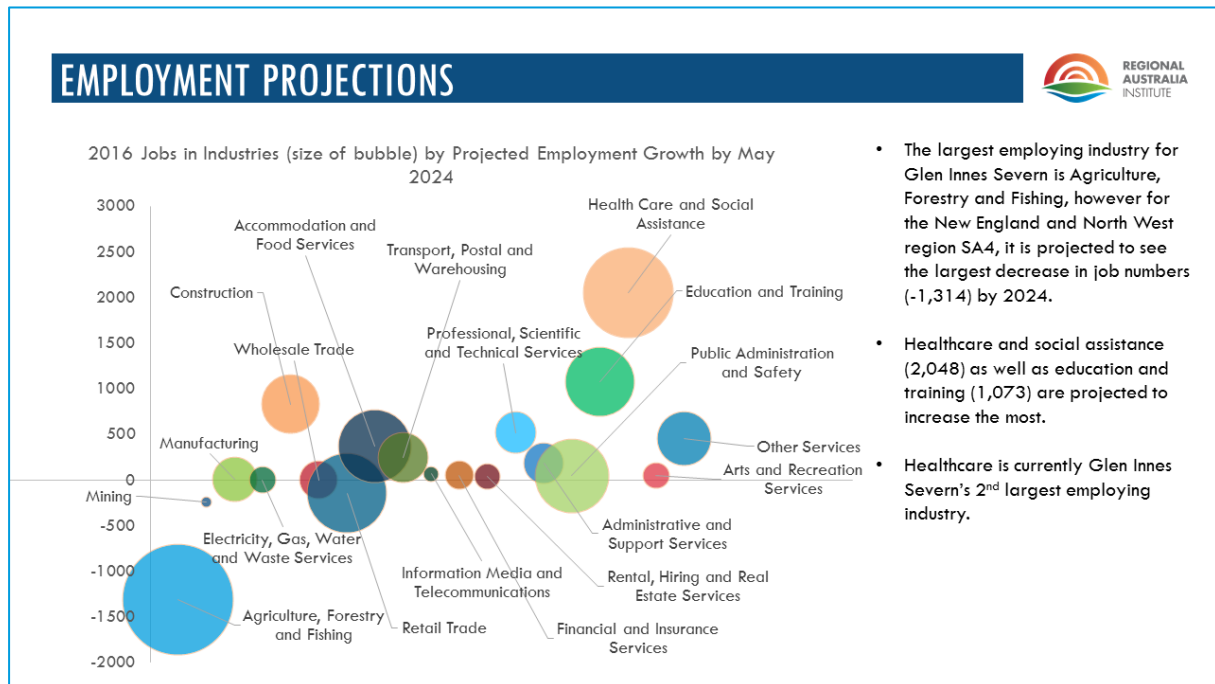 EMPLOYMENT PROJECTIONS
REGIONAL
AUSTRALIA
INSTITUTE
2016 Jobs in Industries (size of bubble) by Projected Employment Growth by May
2024
3000
2500
2000
1500
1000
500
0
-500
-1000
-1500
-2000
Health Care and Social
Assistance
Accommodation and
Food Services
Transport, Postal and
Warehousing
Construction
Education and Training
Professional, Scientific
and Technical Services
Wholesale Trade
Public Administration
and Safety
Manufacturing
Other Services
Arts and Recreation
Services
Mining
Electricity, Gas, Water
and Waste Services
Administrative and
Support Services
Information Media and
Telecommunications
Rental, Hiring and Real
Estate Services
Agriculture, Forestry
and Fishing
Retail Trade
Financial and Insurance
Services
• The largest employing industry for
Glen Innes Severn is Agriculture,
Forestry and Fishing, however for
the New England and North West
region SA4, it is projected to see
the largest decrease in job numbers
(-1,314) by 2024.
• Healthcare and social assistance
(2,048) as well as education and
training (1,073) are projected to
increase the most.
• Healthcare is currently Glen Innes
Severn's 2nd largest employing
industry.